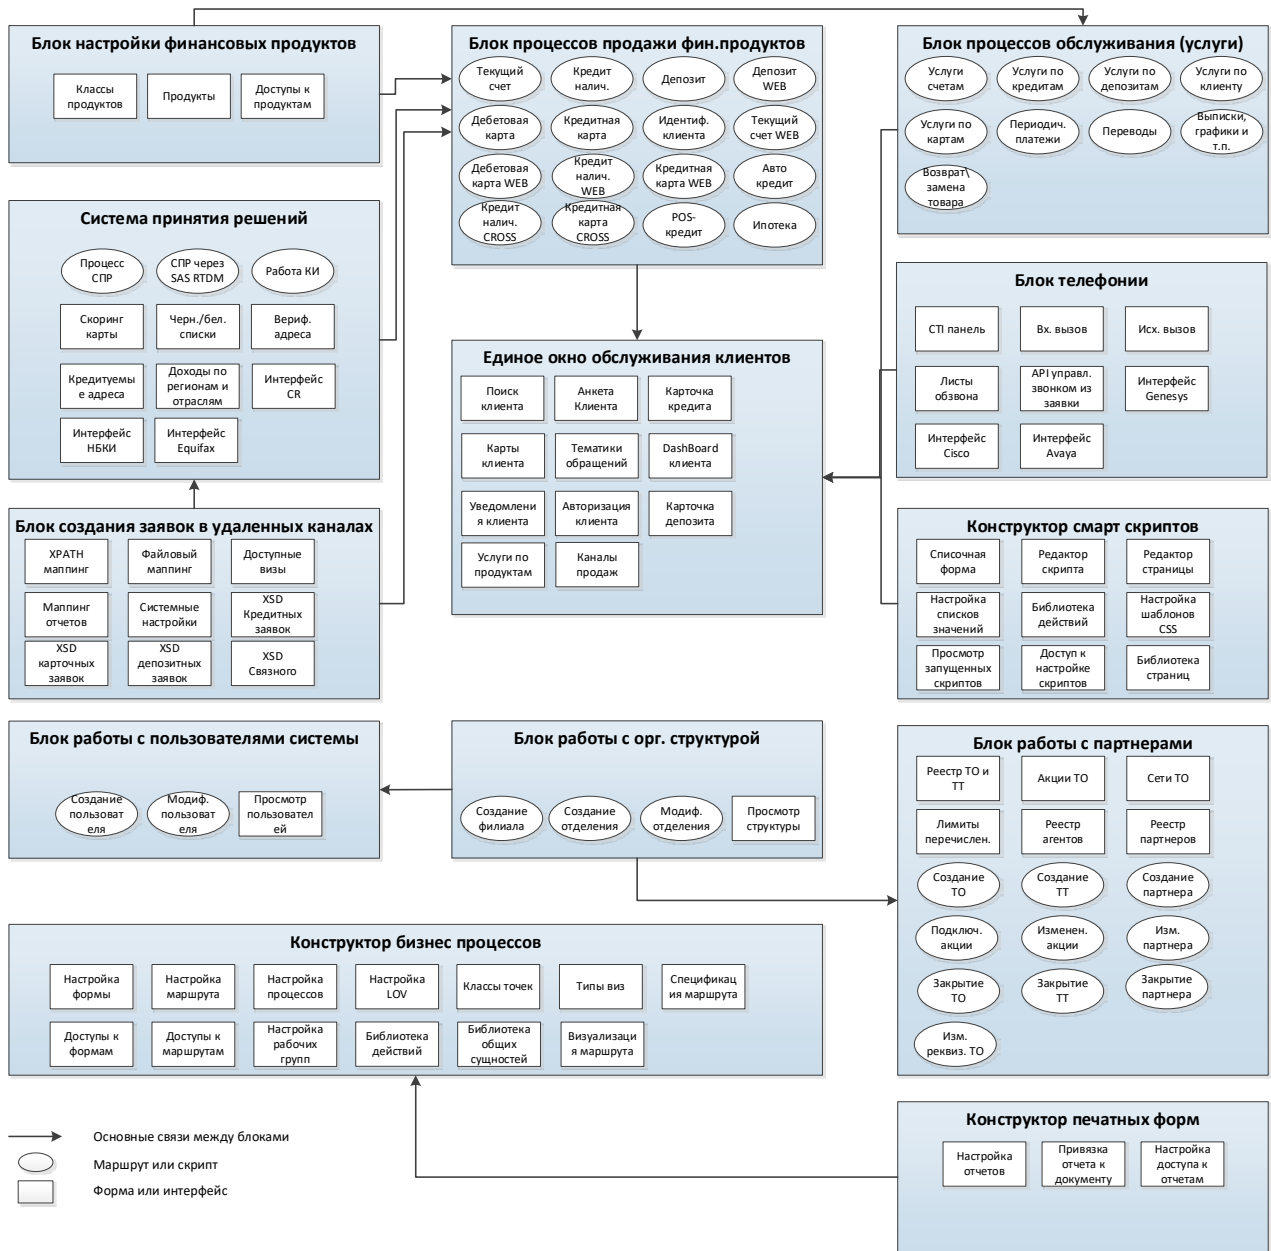 Блок настройки финансовых продуктов
Классы
продуктов
Продукты
Доступы к
продуктам
Блок процессов продажи фин.продуктов
Текущий
счет
Кредит
налич.
Депозит
Депозит
WEB
Дебетовая
карта
Кредитная
карта
Идентиф.
клиента
Текущий
счет WEB
Дебетовая
карта WEB
Кредит
налич.
WEB
Кредитная
карта WEB
Авто
кредит
Кредит
налич.
CROSS
Кредитная
карта
CROSS
POS-
кредит
Ипотека
Блок процессов обслуживания (услуги)
Услуги
счетам
Услуги по
кредитам
Услуги по
депозитам
Услуги по
клиенту
Услуги по
картам
Периодич.
платежи
Переводы
Выписки,
графики и
т.п.
Возврат\
замена
товара
Система принятия решений
Процесс
СПР
СПР через
SAS RTDM
Работа КИ
Скоринг
карты
Черн./бел.
списки
Вериф.
адреса
Кредитуемы
е адреса
Доходы по
регионам и
отраслям
Интерфейс
CR
Интерфейс
НБКИ
Интерфейс
Equifax
Единое окно обслуживания клиентов
Поиск
клиента
Анкета
Клиента
Карточка
кредита
Карты
клиента
Тематики
обращений
DashBoard
клиента
Уведомлени
я клиента
Авторизация
клиента
Карточка
депозита
Услуги по
продуктам
Каналы
продаж
Блок телефонии
CTI панель
Вх. вызов
Исх. вызов
Листы
обзвона
API управл.
звонком из
заявки
Интерфейс
Genesys
Интерфейс
Cisco
Интерфейс
Avaya
Блок создания заявок в удаленных каналах
XPATH
маппинг
Файловый
маппинг
Доступные
визы
Маппинг
отчетов
Системные
настройки
XSD
Кредитных
заявок
XSD
карточных
заявок
XSD
депозитных
заявок
XSD
Связного
Конструктор смарт скриптов
Списочная
форма
Редактор
скрипта
Редактор
страницы
Настройка
списков
значений
Библиотека
действий
Настройка
шаблонов
CSS
Просмотр
запущенных
скриптов
Доступ к
настройке
скриптов
Библиотека
страниц
Блок работы с пользователями системы
Создание
пользоват
еля
Модиф.
пользоват
еля
Просмотр
пользовател
ей
Блок работы с орг. структурой
Создание
филиала
Создание
отделения
Модиф.
отделения
Просмотр
структуры
Блок работы с партнерами
Реестр ТО и
ТТ
Акции ТО
Сети ТО
Лимиты
перечислен.
Реестр
агентов
Реестр
партнеров
Создание
ТО
Создание
ТТ
Создание
партнера
Подключ.
акции
Изменен.
акции
Изм.
партнера
Закрытие
ТО
Закрытие
ТТ
Закрытие
партнера
Изм.
реквиз. ТО
Конструктор бизнес процессов
Настройка
формы
Настройка
маршрута
Настройка
процессов
Настройка
LOV
Классы точек
Типы виз
Спецификац
ия маршрута
Доступы к
формам
Доступы к
маршрутам
Настройка
рабочих
групп
Библиотека
действий
Библиотека
общих
сущностей
Визуализаци
я маршрута
Конструктор печатных форм
Настройка
отчетов
Привязка
отчета к
документу
Настройка
доступа к
отчетам
Основные связи между блоками
Маршрут или скрипт
Форма или интерфейс